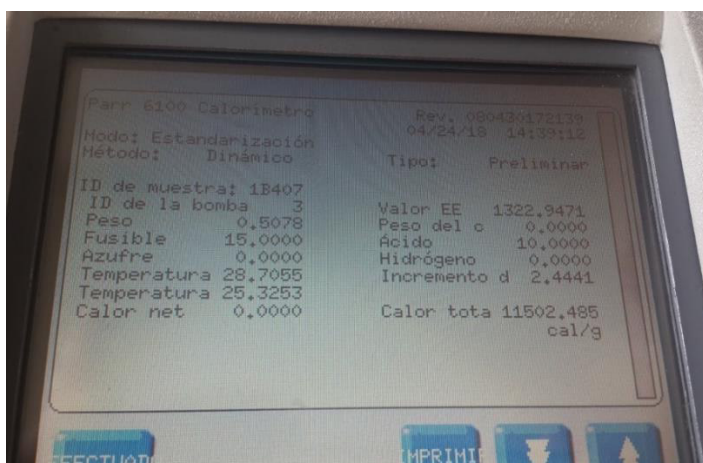 Parr 6100 Calorimetro Rev. 080430172139
04/24/18 14:39:12
Modo: Estandarización
Método: Dinámico Tipo: Preliminar
ID de muestra: 1B407
ID de la bomba 3 Valor EE 1322.9471
Peso 0.5078 Peso del c 0.0000
Fusible 15.0000 Ácido 10.0000
Azufre 0.0000 Hidrógeno 0.0000
Temperatura 28.7055 Incremento d 2.4441
Temperatura 25.3253
Calor net 0.0000 Calor tota 11502.485
cal/g
EFECTUAR IMPRIMI